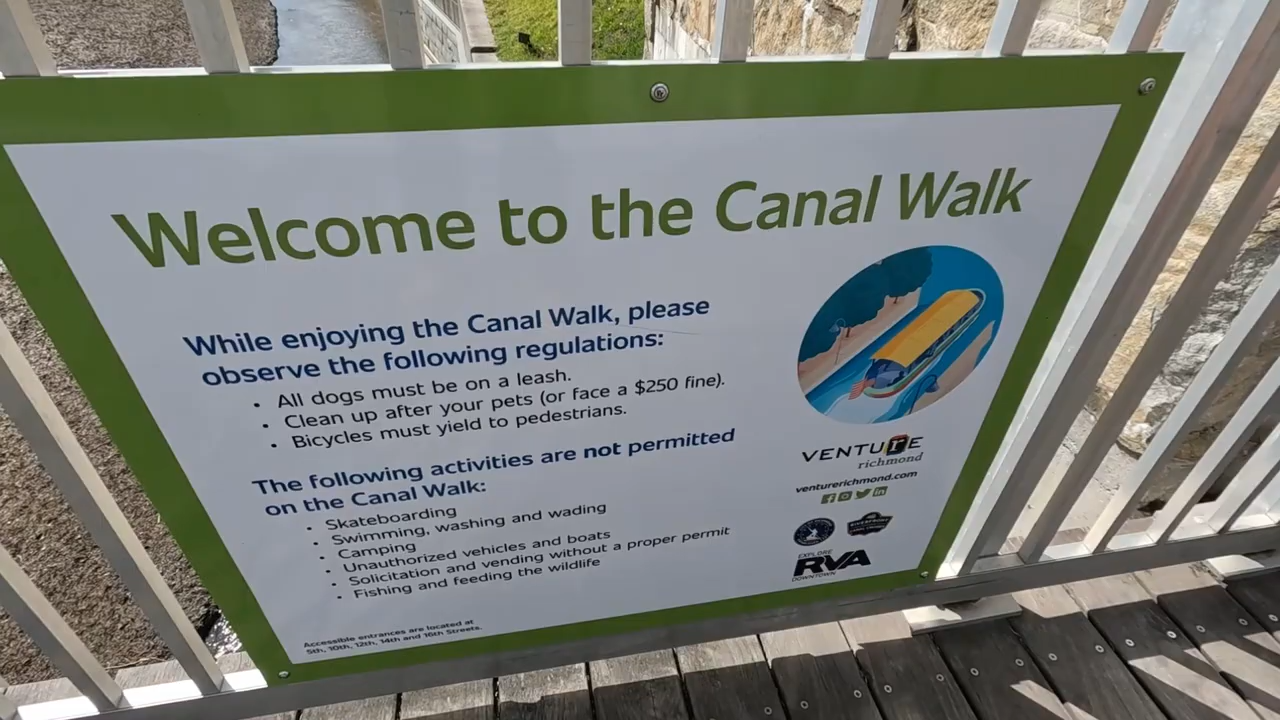 Welcome to the Canal Walk
While enjoying the Canal Walk, please
observe the following regulations:
• All dogs must be on a leash.
• Clean up after your pets (or face a $250 fine).
• Bicycles must yield to pedestrians.
The following activities are not permitted
on the Canal Walk:
• Skateboarding
• Swimming, washing and wading
• Camping
• Unauthorized vehicles and boats
• Solicitation and vending without a proper permit
• Fishing and feeding the wildlife
Accessible entrances are located at
5th, 10th, 12th, 14th and 16th Streets.
VENTURE
richmond
venturerichmond.com
RIVERFRONT
EXPLORE
RVA
DOWNTOWN